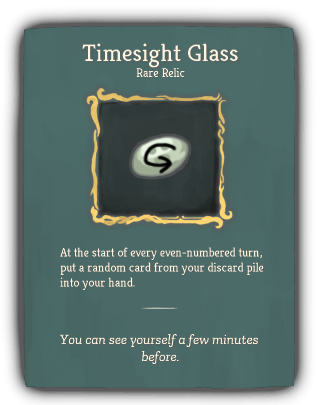 Timesight Glass
Rare Relic
At the start of every even-numbered turn,
put a random card from your discard pile
into your hand.
You can see yourself a few minutes
before.